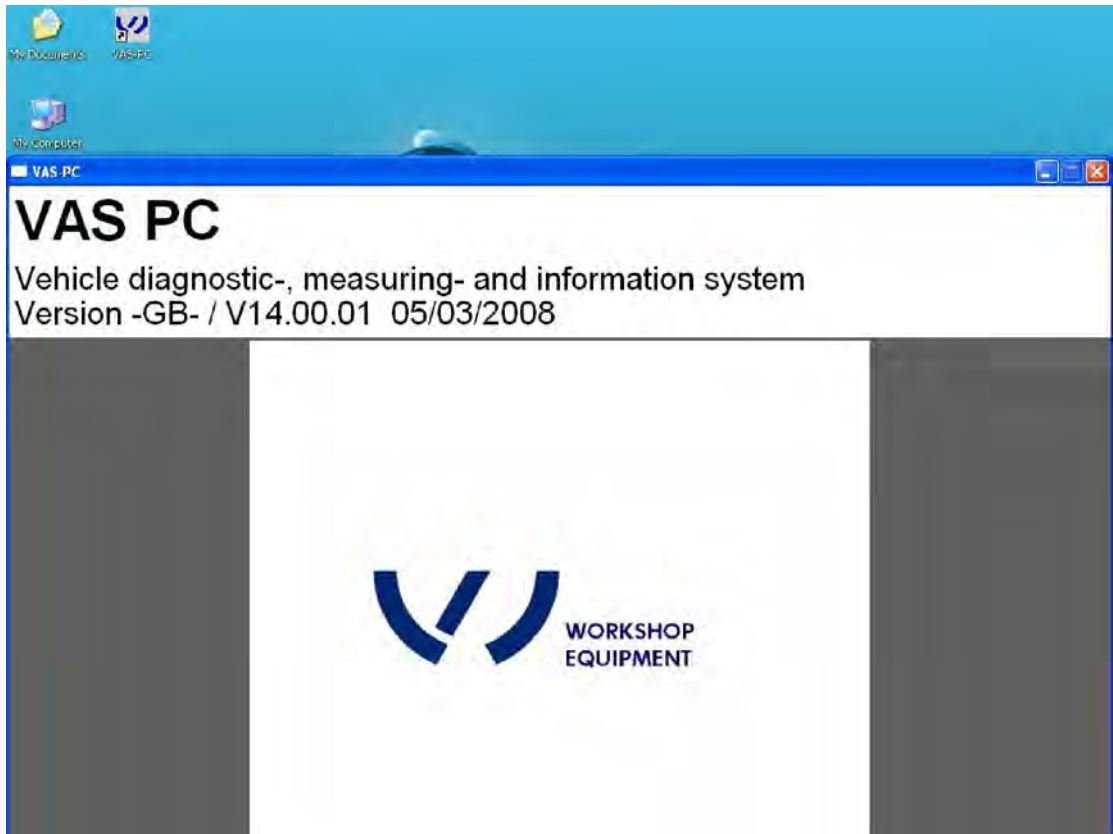 My Documents
VAS-PC
My Computer
VAS-PC
VAS PC
Vehicle diagnostic-, measuring- and information system
Version -GB- / V14.00.01 05/03/2008
WORKSHOP
EQUIPMENT